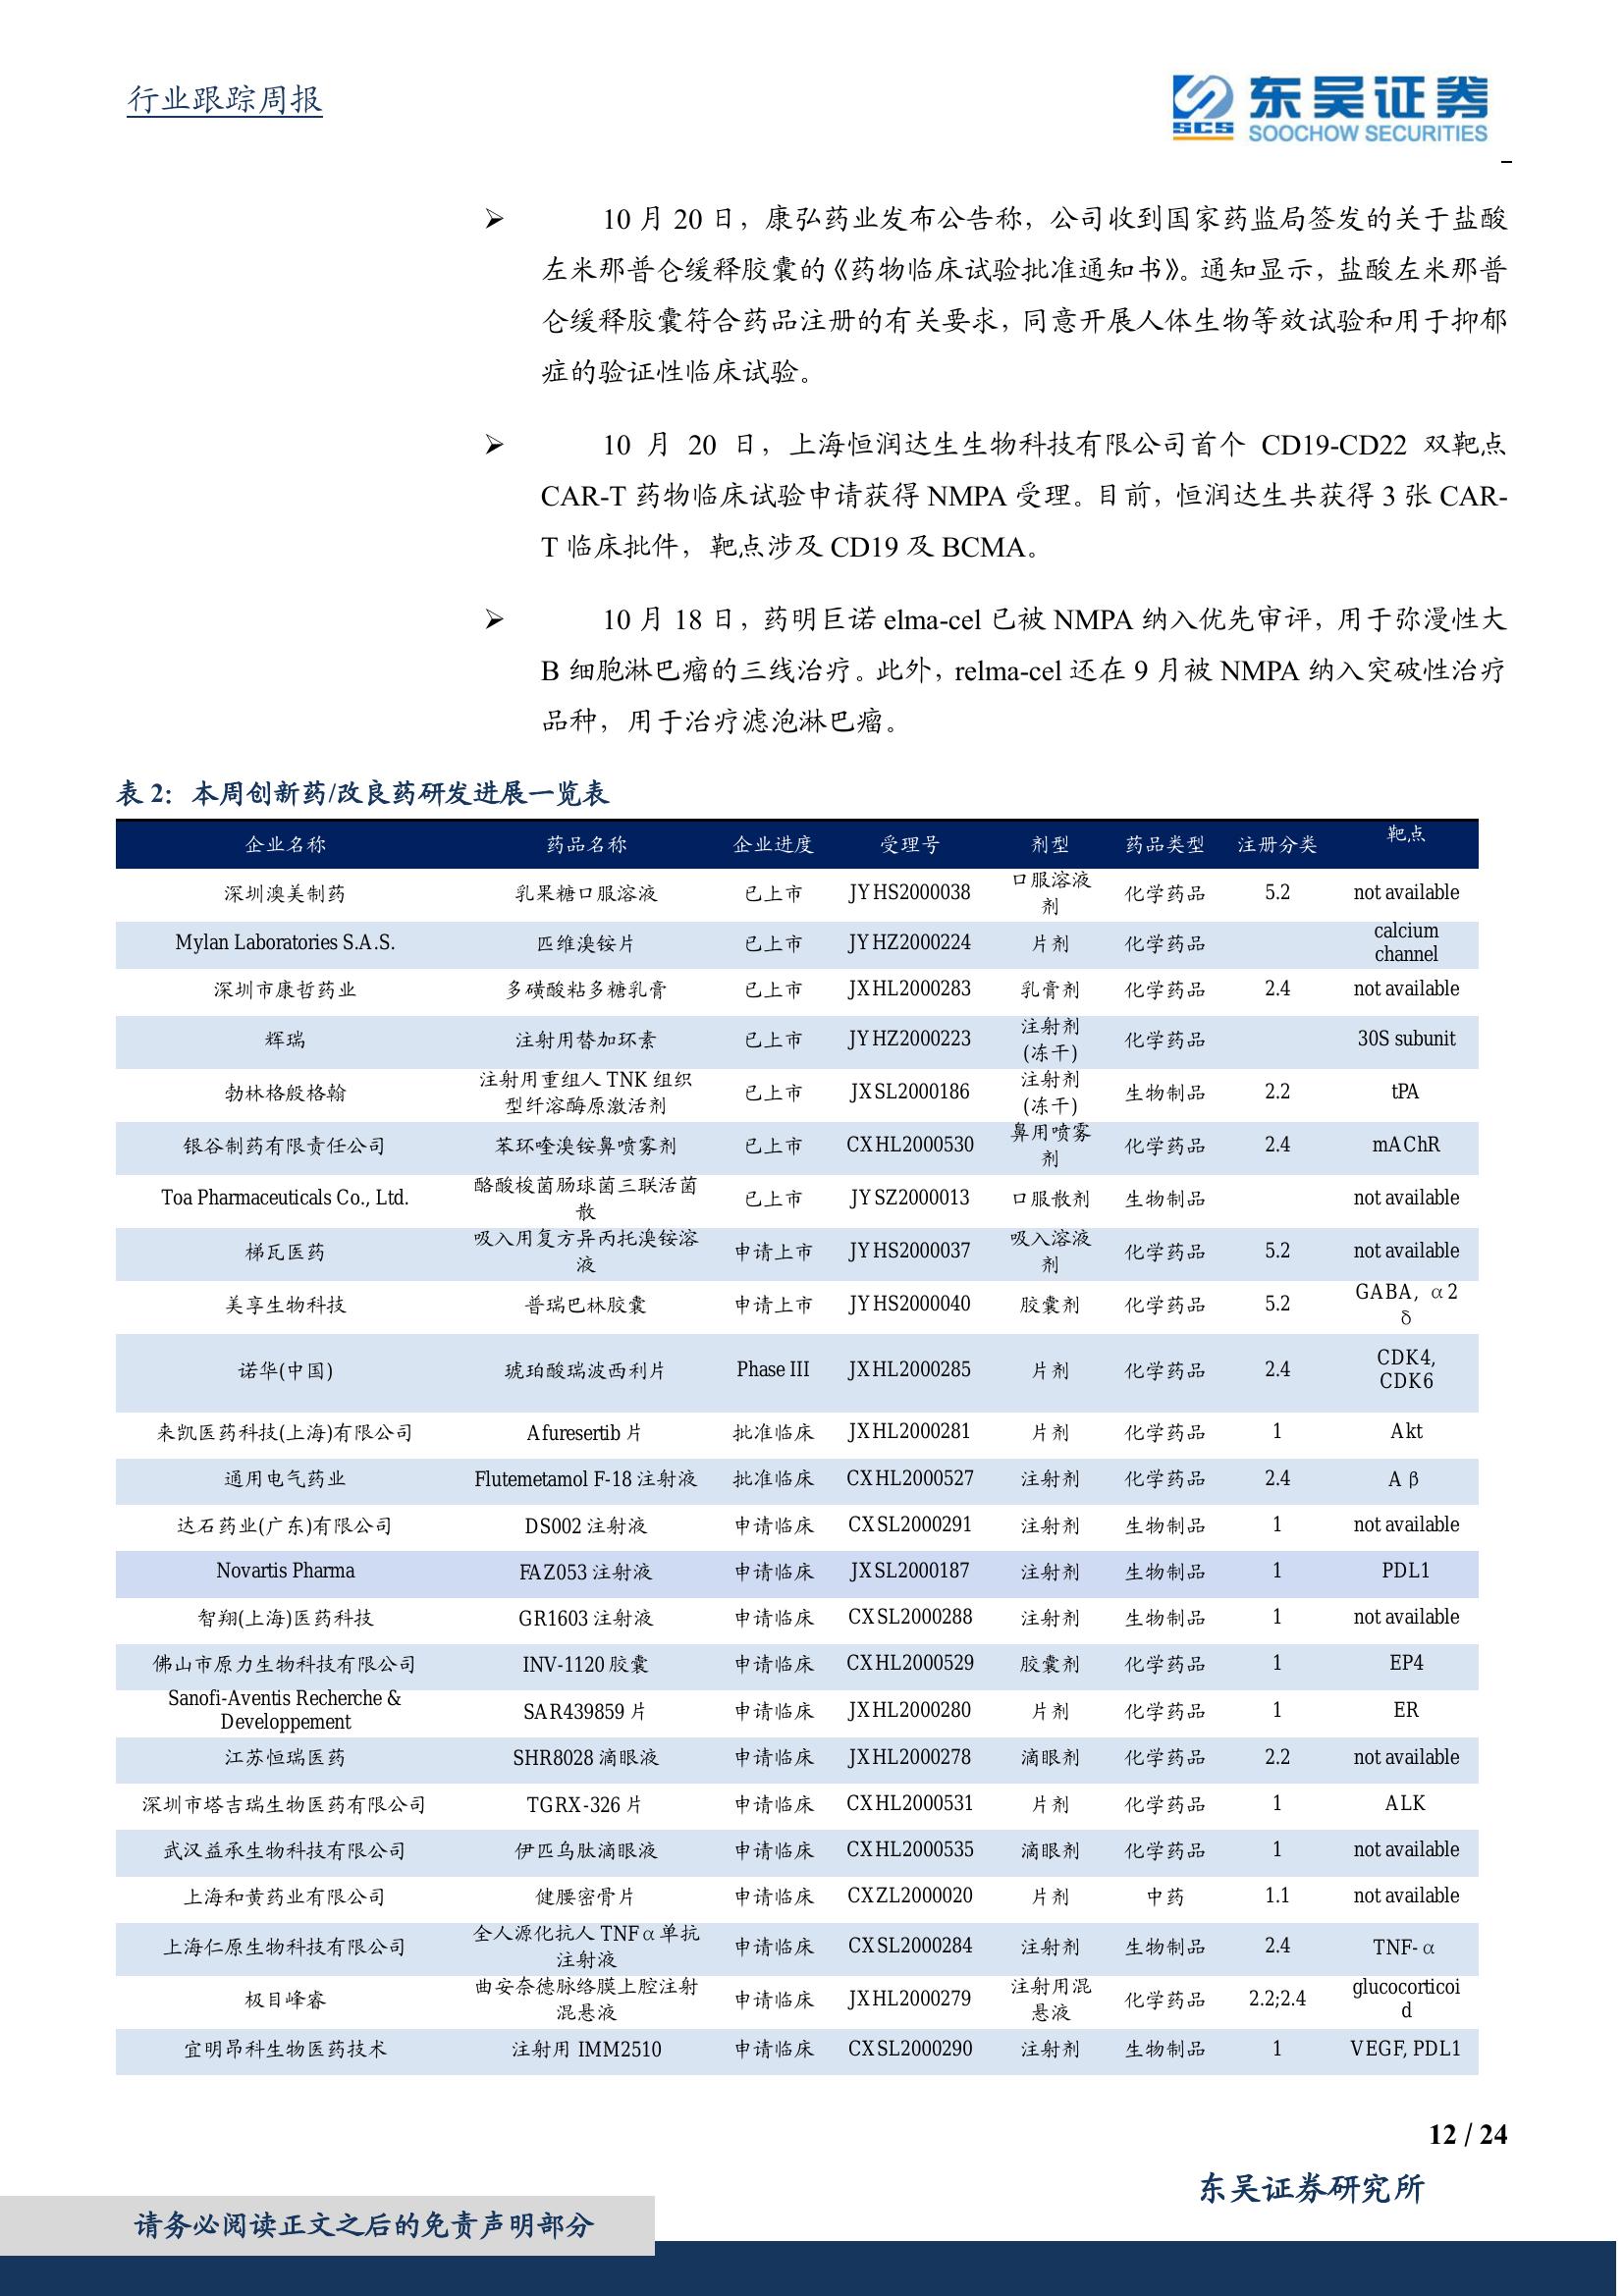 行业跟踪周报
SCS
东吴证券
SOOCHOW SECURITIES
➢ 10 月 20 日，康弘药业发布公告称，公司收到国家药监局签发的关于盐酸
左米那普仑缓释胶囊的《药物临床试验批准通知书》。通知显示，盐酸左米那普
仑缓释胶囊符合药品注册的有关要求，同意开展人体生物等效试验和用于抑郁
症的验证性临床试验。
➢ 10 月 20 日，上海恒润达生生物科技有限公司首个 CD19-CD22 双靶点
CAR-T 药物临床试验申请获得 NMPA 受理。目前，恒润达生共获得 3 张 CAR-
T 临床批件，靶点涉及 CD19 及 BCMA。
➢ 10 月 18 日，药明巨诺 elma-cel 已被 NMPA 纳入优先审评，用于弥漫性大
B 细胞淋巴瘤的三线治疗。此外，relma-cel 还在 9 月被 NMPA 纳入突破性治疗
品种，用于治疗滤泡淋巴瘤。
表 2：本周创新药/改良药研发进展一览表
企业名称 药品名称 企业进度 受理号 剂型 药品类型 注册分类 靶点
深圳澳美制药 乳果糖口服溶液 已上市 JYHS2000038 口服溶液剂 化学药品 5.2 not available
Mylan Laboratories S.A.S. 匹维溴铵片 已上市 JYHZ2000224 片剂 化学药品 calcium channel
深圳市康哲药业 多磺酸粘多糖乳膏 已上市 JXHL2000283 乳膏剂 化学药品 2.4 not available
辉瑞 注射用替加环素 已上市 JYHZ2000223 注射剂(冻干) 化学药品 30S subunit
勃林格殷格翰 注射用重组人 TNK 组织型纤溶酶原激活剂 已上市 JXSL2000186 注射剂(冻干) 生物制品 2.2 tPA
银谷制药有限责任公司 苯环喹溴铵鼻喷雾剂 已上市 CXHL2000530 鼻用喷雾剂 化学药品 2.4 mAChR
Toa Pharmaceuticals Co., Ltd. 酪酸梭菌肠球菌三联活菌散 已上市 JYSZ2000013 口服散剂 生物制品 not available
梯瓦医药 吸入用复方异丙托溴铵溶液 申请上市 JYHS2000037 吸入溶液剂 化学药品 5.2 not available
美享生物科技 普瑞巴林胶囊 申请上市 JYHS2000040 胶囊剂 化学药品 5.2 GABA, α2δ
诺华(中国) 琥珀酸瑞波西利片 Phase III JXHL2000285 片剂 化学药品 2.4 CDK4, CDK6
来凯医药科技(上海)有限公司 Afuresertib 片 批准临床 JXHL2000281 片剂 化学药品 1 Akt
通用电气药业 Flutemetamol F-18 注射液 批准临床 CXHL2000527 注射剂 化学药品 2.4 Aβ
达石药业(广东)有限公司 DS002 注射液 申请临床 CXSL2000291 注射剂 生物制品 1 not available
Novartis Pharma FAZ053 注射液 申请临床 JXSL2000187 注射剂 生物制品 1 PDL1
智翔(上海)医药科技 GR1603 注射液 申请临床 CXSL2000288 注射剂 生物制品 1 not available
佛山市原力生物科技有限公司 INV-1120 胶囊 申请临床 CXHL2000529 胶囊剂 化学药品 1 EP4
Sanofi-Aventis Recherche & Developpement SAR439859 片 申请临床 JXHL2000280 片剂 化学药品 1 ER
江苏恒瑞医药 SHR8028 滴眼液 申请临床 JXHL2000278 滴眼剂 化学药品 2.2 not available
深圳市塔吉瑞生物医药有限公司 TGRX-326 片 申请临床 CXHL2000531 片剂 化学药品 1 ALK
武汉益承生物科技有限公司 伊匹乌肽滴眼液 申请临床 CXHL2000535 滴眼剂 化学药品 1 not available
上海和黄药业有限公司 健腰密骨片 申请临床 CXZL2000020 片剂 中药 1.1 not available
上海仁原生物科技有限公司 全人源化抗人 TNFα单抗注射液 申请临床 CXSL2000284 注射剂 生物制品 2.4 TNF-α
极目峰睿 曲安奈德脉络膜上腔注射混悬液 申请临床 JXHL2000279 注射用混悬液 化学药品 2.2;2.4 glucocorticoid
宜明昂科生物医药技术 注射用 IMM2510 申请临床 CXSL2000290 注射剂 生物制品 1 VEGF, PDL1
12 / 24
东吴证券研究所
请务必阅读正文之后的免责声明部分